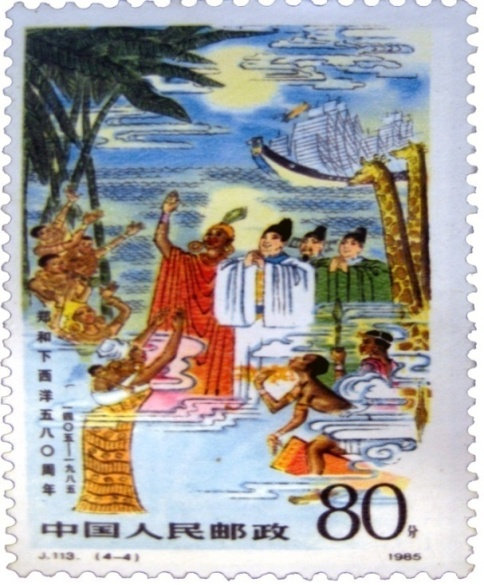 郑和下西洋五八〇周年
(一四〇五——一九八五)
80分
中国人民邮政
J.113. (4-4)
1985